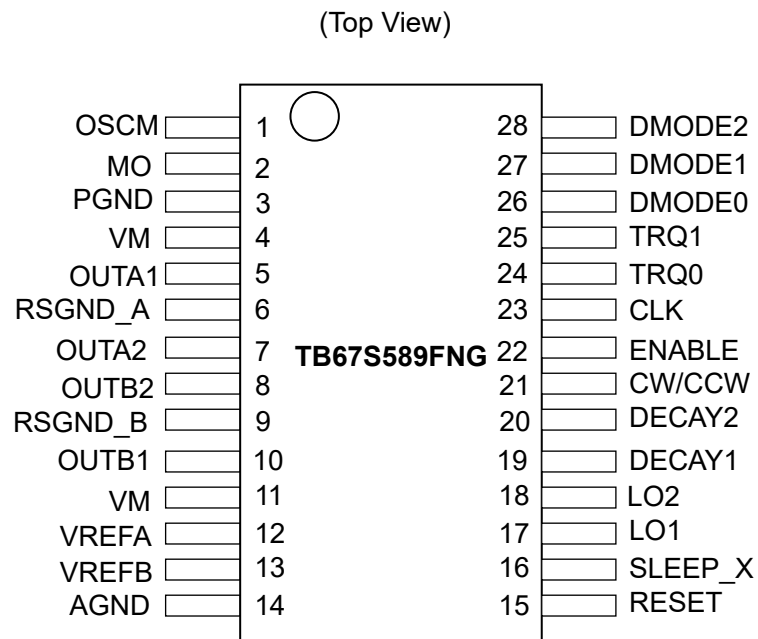 (Top View)
OSCM 1 28 DMODE2
MO 2 27 DMODE1
PGND 3 26 DMODE0
VM 4 25 TRQ1
OUTA1 5 24 TRQ0
RSGND_A 6 23 CLK
OUTA2 7 TB67S589FNG 22 ENABLE
OUTB2 8 21 CW/CCW
RSGND_B 9 20 DECAY2
OUTB1 10 19 DECAY1
VM 11 18 LO2
VREFA 12 17 LO1
VREFB 13 16 SLEEP_X
AGND 14 15 RESET